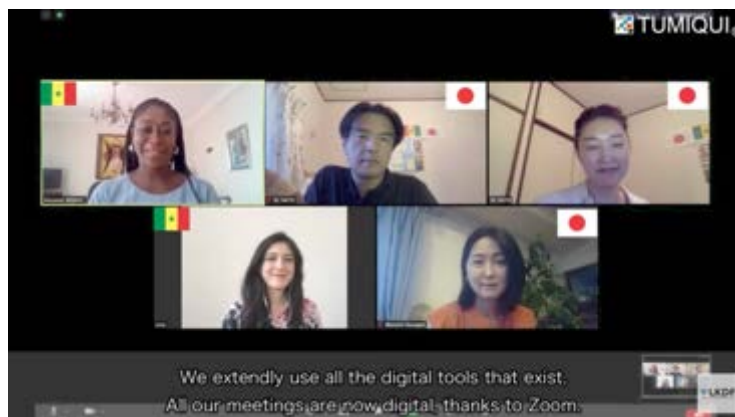 TUMIQUI
We extendly use all the digital tools that exist.
All our meetings are now digital, thanks to Zoom.
LKDF